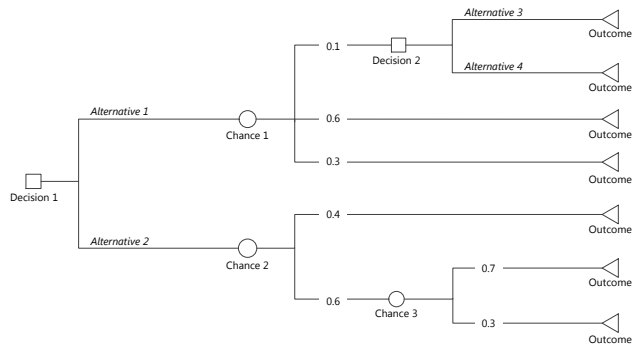 Alternative 3
Outcome
0.1
Decision 2
Alternative 4
Outcome
Alternative 1
0.6
Chance 1
Outcome
0.3
Outcome
Decision 1
0.4
Outcome
Alternative 2
Chance 2
0.7
Outcome
0.6
Chance 3
0.3
Outcome